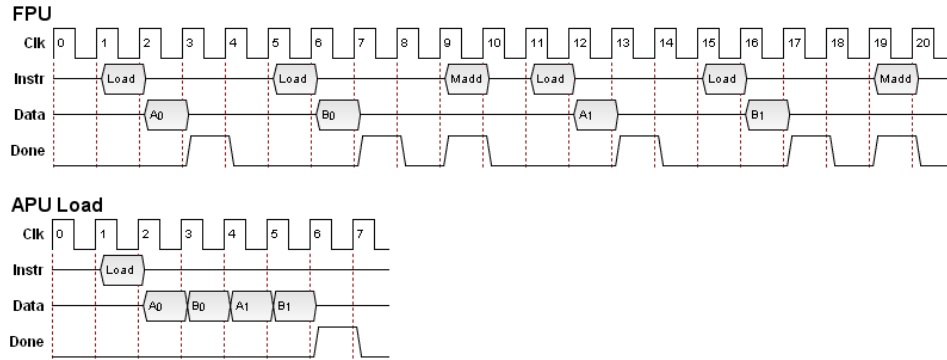 FPU
Clk 0 1 2 3 4 5 6 7 8 9 10 11 12 13 14 15 16 17 18 19 20
Instr Load Load Madd Load Load Madd
Data A0 B0 A1 B1
Done
APU Load
Clk 0 1 2 3 4 5 6 7
Instr Load
Data A0 B0 A1 B1
Done